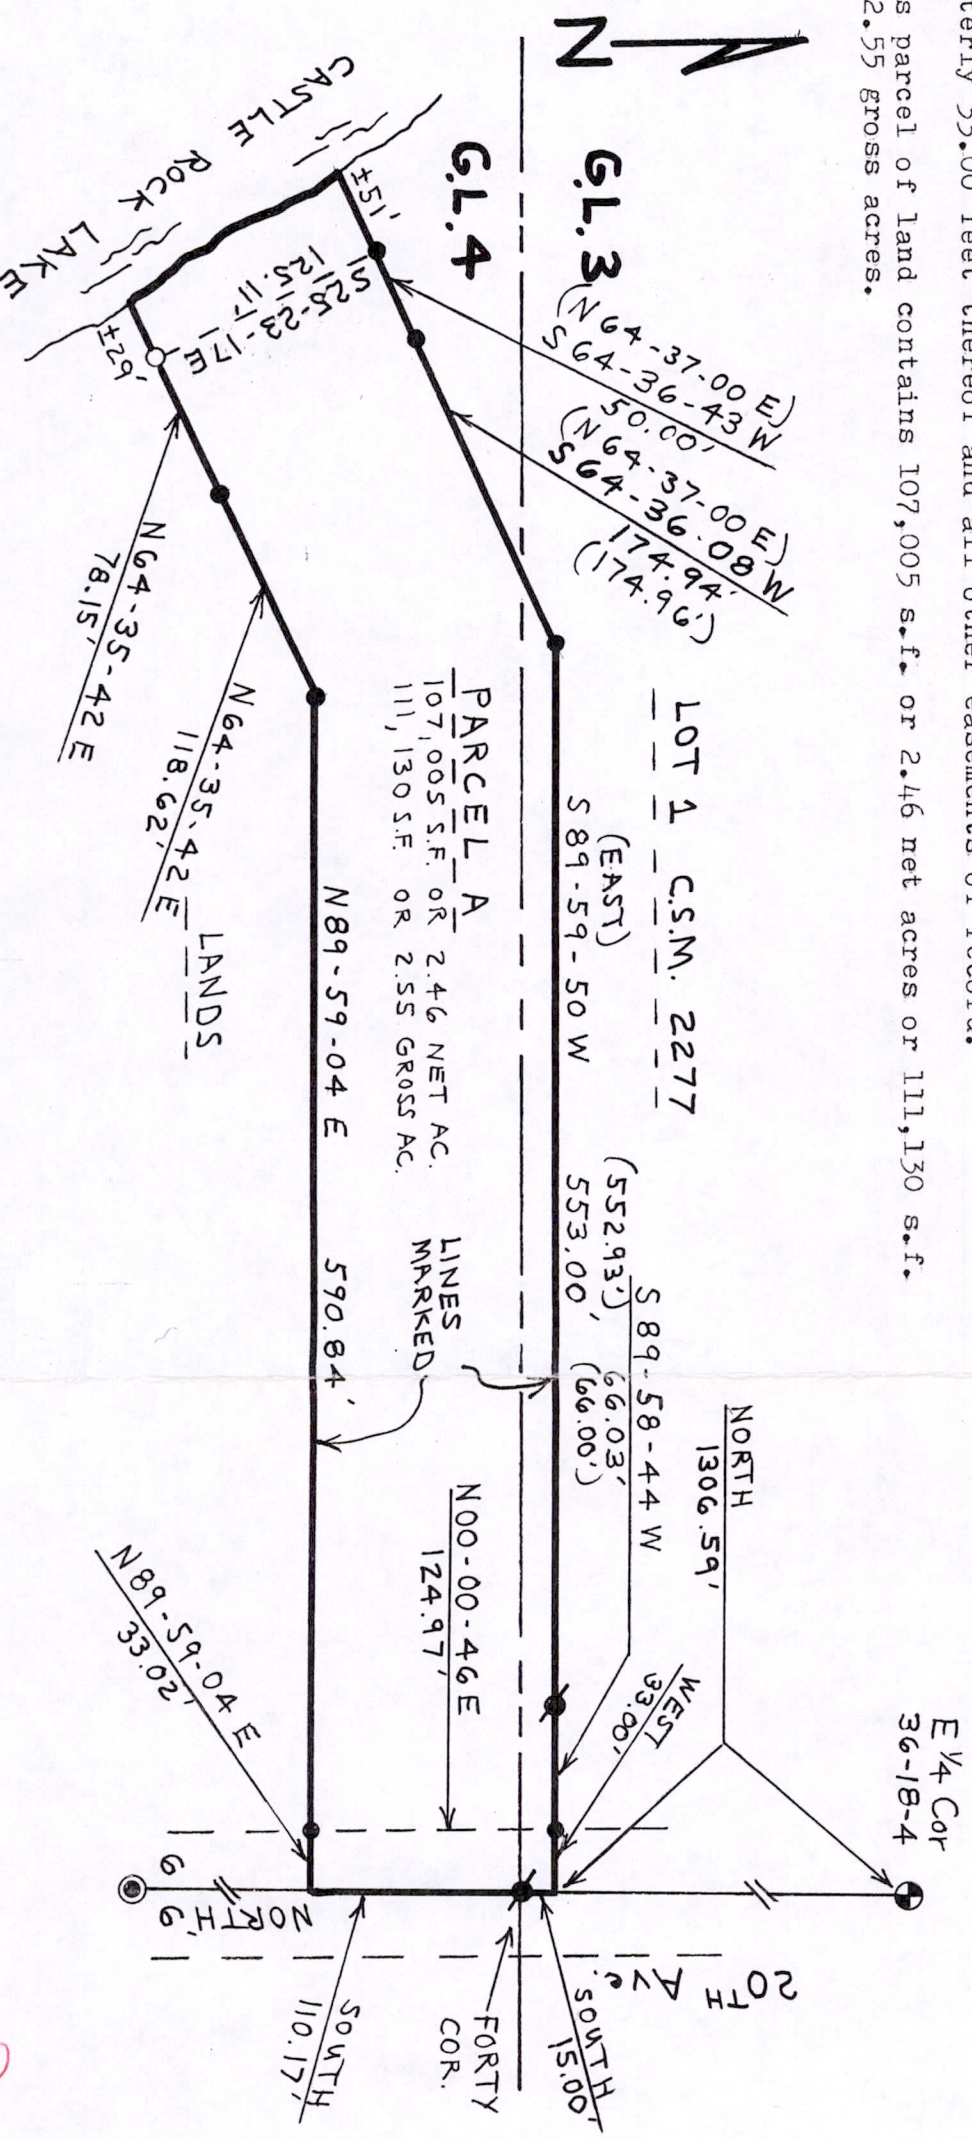 terly 33.00 feet thereof and all other easements of record.
s parcel of land contains 107,005 s.f. or 2.46 net acres or 111,130 s.f.
2.55 gross acres.
N
G.L. 3
G.L. 4
CASTLE ROCK LAKE
±51'
(N 64-37-00 E)
S 64-36-43 W
50.00'
(N 64-37-00 E)
S 64-36-08 W
174.94'
(174.96')
S 25-23-17 E
125.11'
±29'
N64-35-42 E
78.15'
N64-35-42 E
118.62'
LANDS
LOT 1 C.S.M. 2277
(EAST)
S 89-59-50 W
(552.93')
553.00'
PARCEL A
107,005 S.F. OR 2.46 NET AC.
111,130 S.F. OR 2.55 GROSS AC.
N89-59-04 E
590.84'
LINES
MARKED
S 89-58-44 W
66.03'
(66.00')
NORTH
1306.59'
WEST
33.00'
N00-00-46 E
124.97'
N89-59-04 E
33.02'
E 1/4 Cor
36-18-4
NORTH
20TH AVE.
SOUTH
15.00'
FORTY
COR.
SOUTH
110.17'